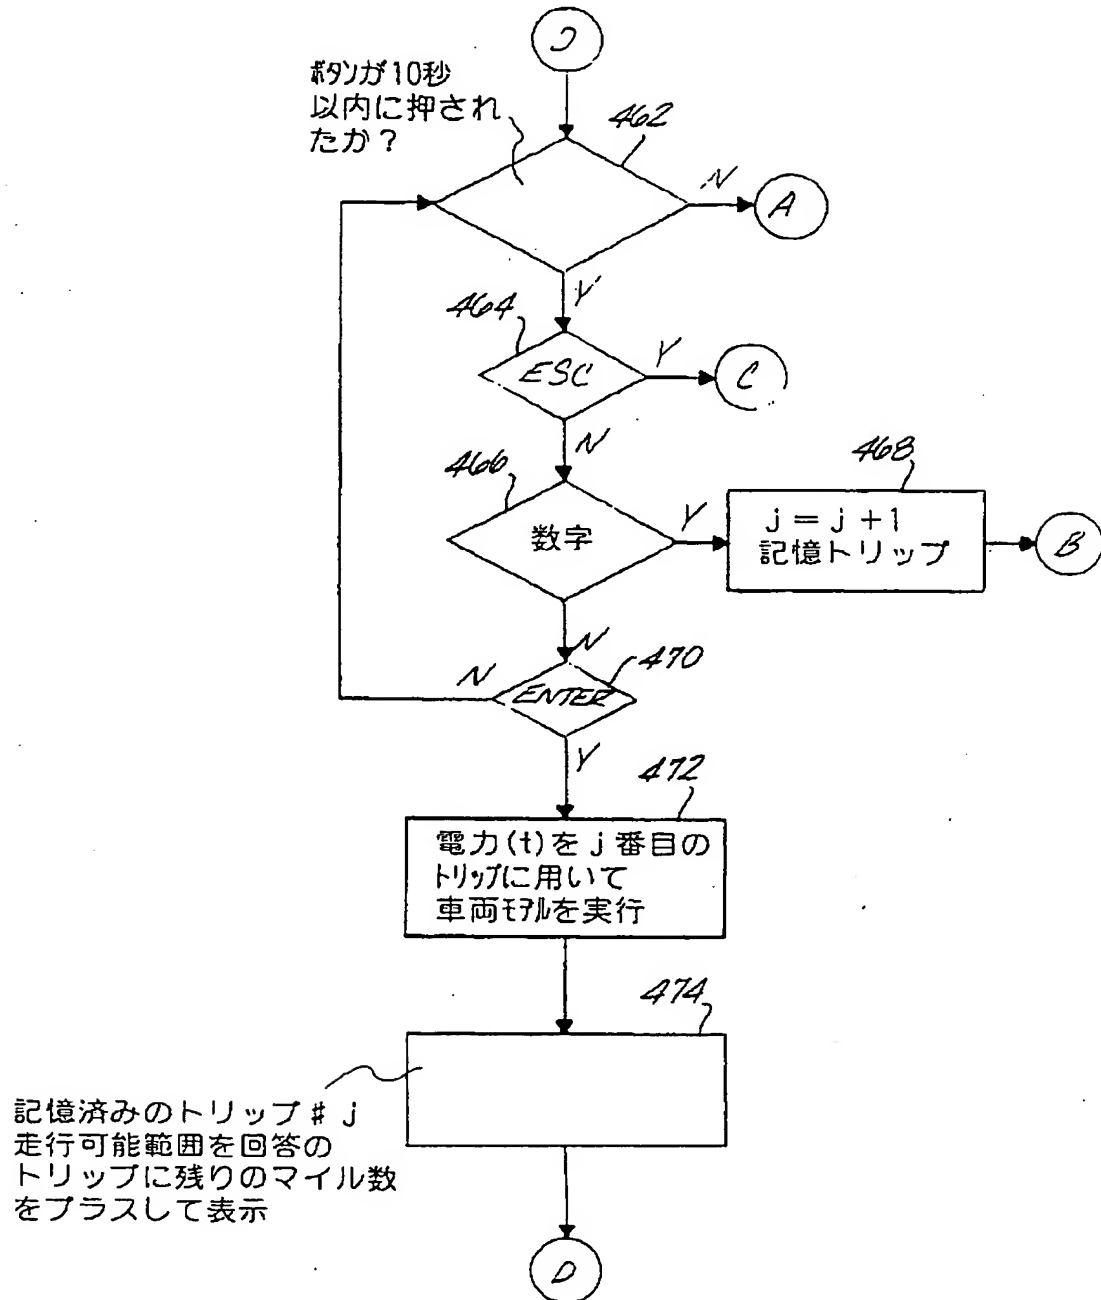 ボタンが10秒
以内に押され
たか？
462
N
A
Y
464
ESC
Y
C
N
466
数字
Y
468
j=j+1
記憶トリップ
B
N
470
ENTER
N
Y
472
電力(t)をj番目の
トリップに用いて
車両モデルを実行
474
記憶済みのトリップ#j
走行可能範囲を回答の
トリップに残りのマイル数
をプラスして表示
D